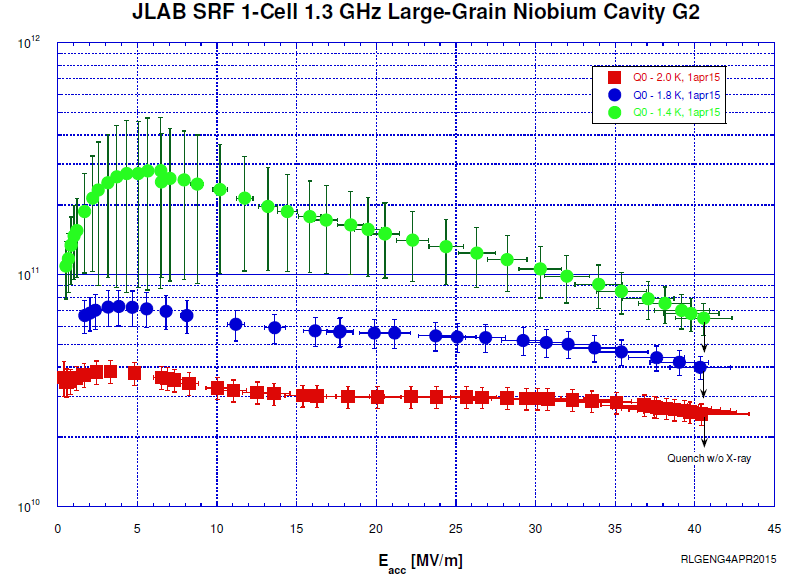 JLAB SRF 1-Cell 1.3 GHz Large-Grain Niobium Cavity G2
10¹²
Q0 - 2.0 K, 1apr15
Q0 - 1.8 K, 1apr15
Q0 - 1.4 K, 1apr15
10¹¹
Quench w/o X-ray
10¹⁰
0 5 10 15 20 25 30 35 40 45
E_acc [MV/m]
RLGENG4APR2015